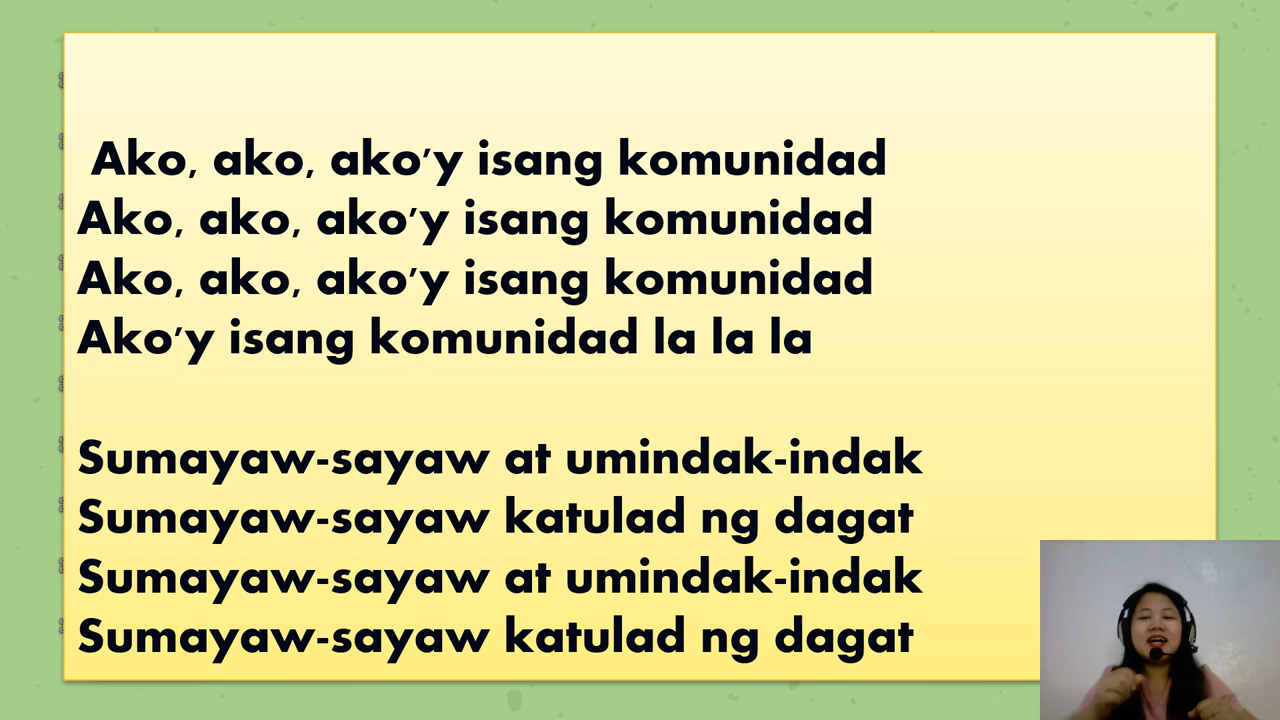 Ako, ako, ako'y isang komunidad
Ako, ako, ako'y isang komunidad
Ako, ako, ako'y isang komunidad
Ako'y isang komunidad la la la
Sumayaw-sayaw at umindak-indak
Sumayaw-sayaw katulad ng dagat
Sumayaw-sayaw at umindak-indak
Sumayaw-sayaw katulad ng dagat